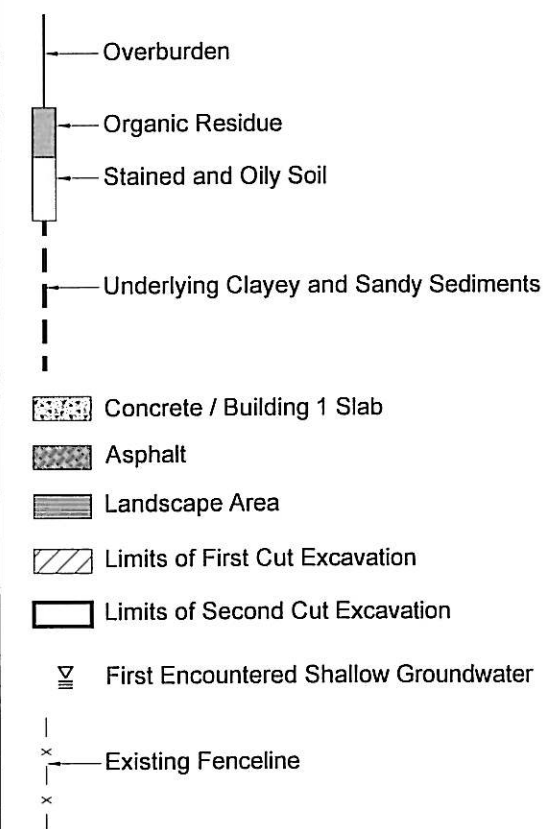 Overburden
Organic Residue
Stained and Oily Soil
Underlying Clayey and Sandy Sediments
Concrete / Building 1 Slab
Asphalt
Landscape Area
Limits of First Cut Excavation
Limits of Second Cut Excavation
First Encountered Shallow Groundwater
Existing Fenceline